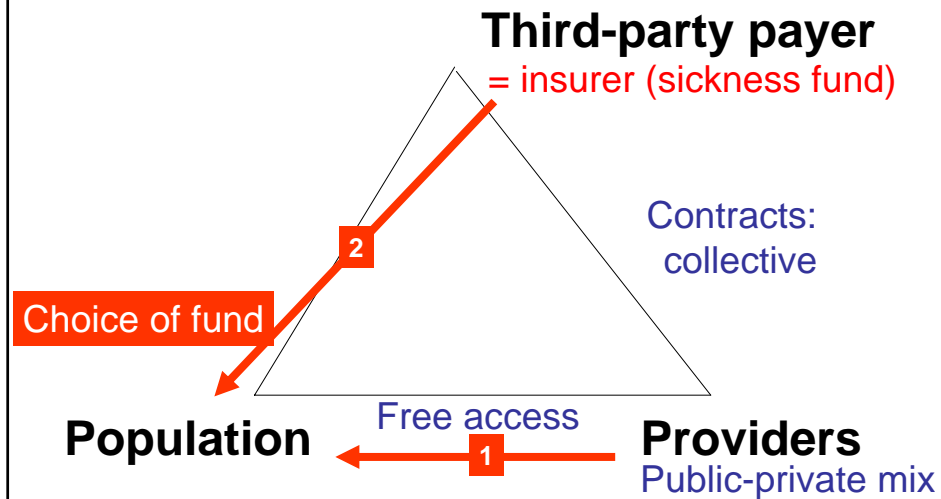 Third-party payer
= insurer (sickness fund)
Contracts:
collective
2
Choice of fund
Free access
Population
1
Providers
Public-private mix